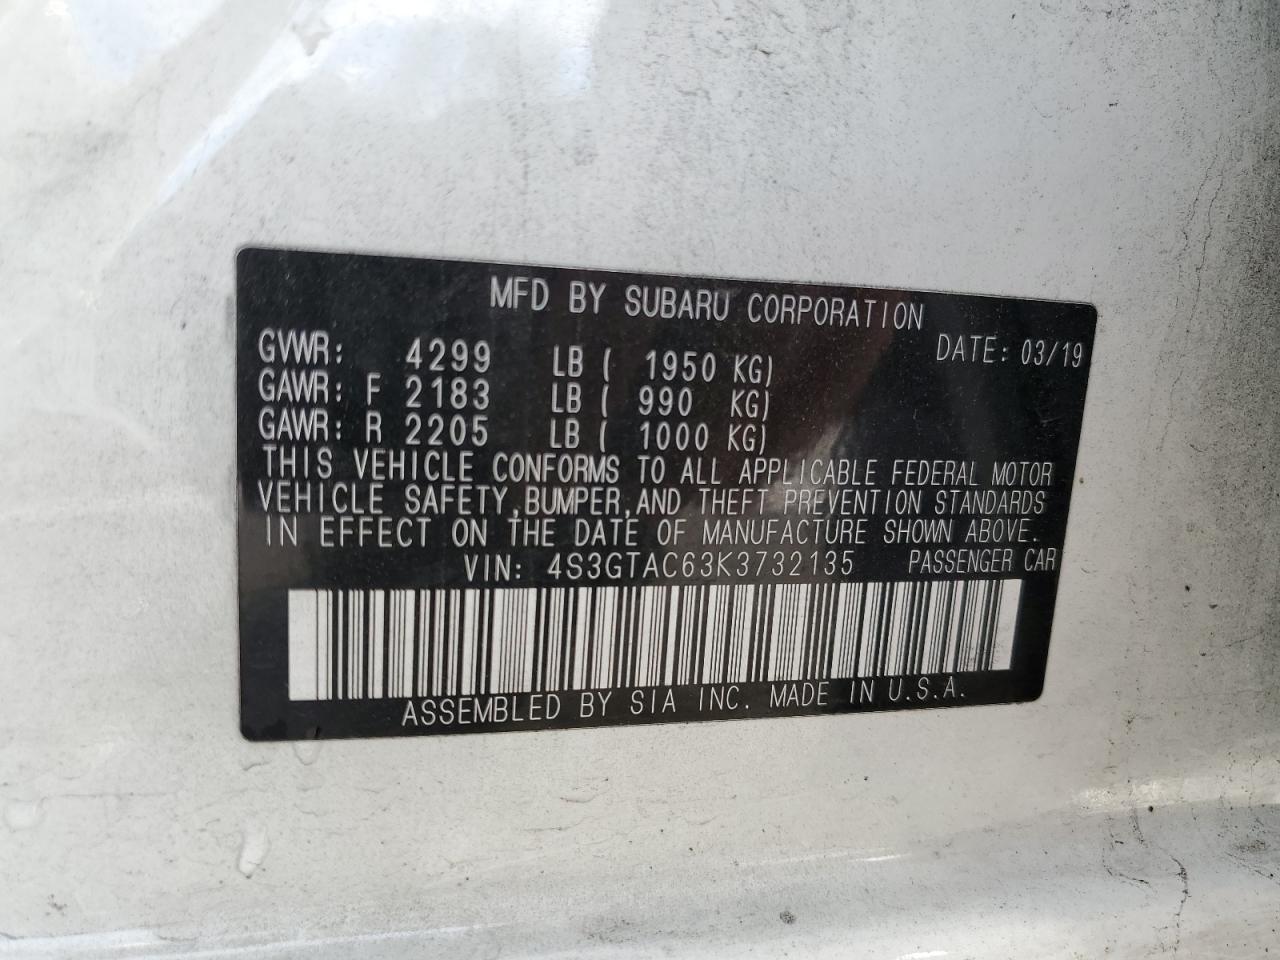 MFD BY SUBARU CORPORATION
DATE: 03/19
GVWR: 4299 LB ( 1950 KG)
GAWR: F 2183 LB ( 990 KG)
GAWR: R 2205 LB ( 1000 KG)
THIS VEHICLE CONFORMS TO ALL APPLICABLE FEDERAL MOTOR
VEHICLE SAFETY,BUMPER,AND THEFT PREVENTION STANDARDS
IN EFFECT ON THE DATE OF MANUFACTURE SHOWN ABOVE.
VIN: 4S3GTAC63K3732135 PASSENGER CAR
ASSEMBLED BY SIA INC. MADE IN U.S.A.